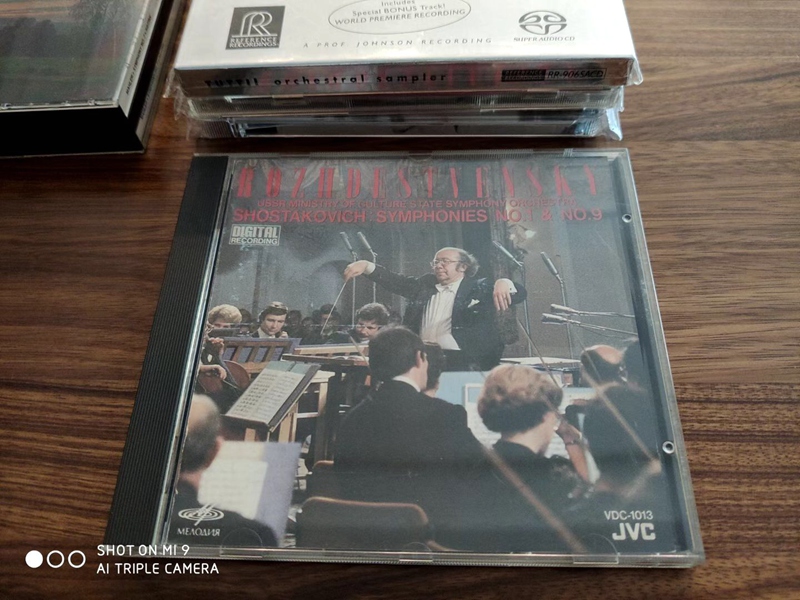 Includes
Special BONUS Track!
WORLD PREMIERE RECORDING
RR
REFERENCE
RECORDINGS
A PROF. JOHNSON RECORDING
SUPER AUDIO CD
TUTTI! orchestral sampler
RR-906SACD
ROZHDESTVENSKY
USSR MINISTRY OF CULTURE STATE SYMPHONY ORCHESTRA
SHOSTAKOVICH: SYMPHONIES NO.1 & NO.9
DIGITAL
RECORDING
МЕЛОДИЯ
VDC-1013
JVC
SHOT ON MI 9
AI TRIPLE CAMERA